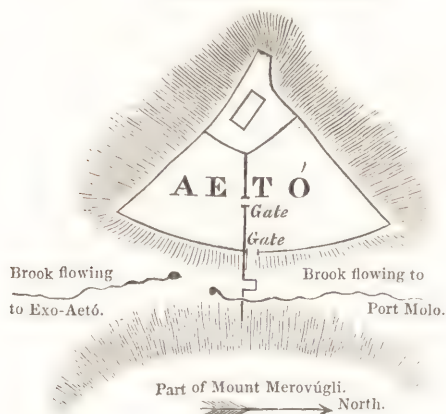 AETÓ
Gate
Gate
Brook flowing
to Exo-Aetó.
Brook flowing to
Port Molo.
Part of Mount Merovúgli.
North.